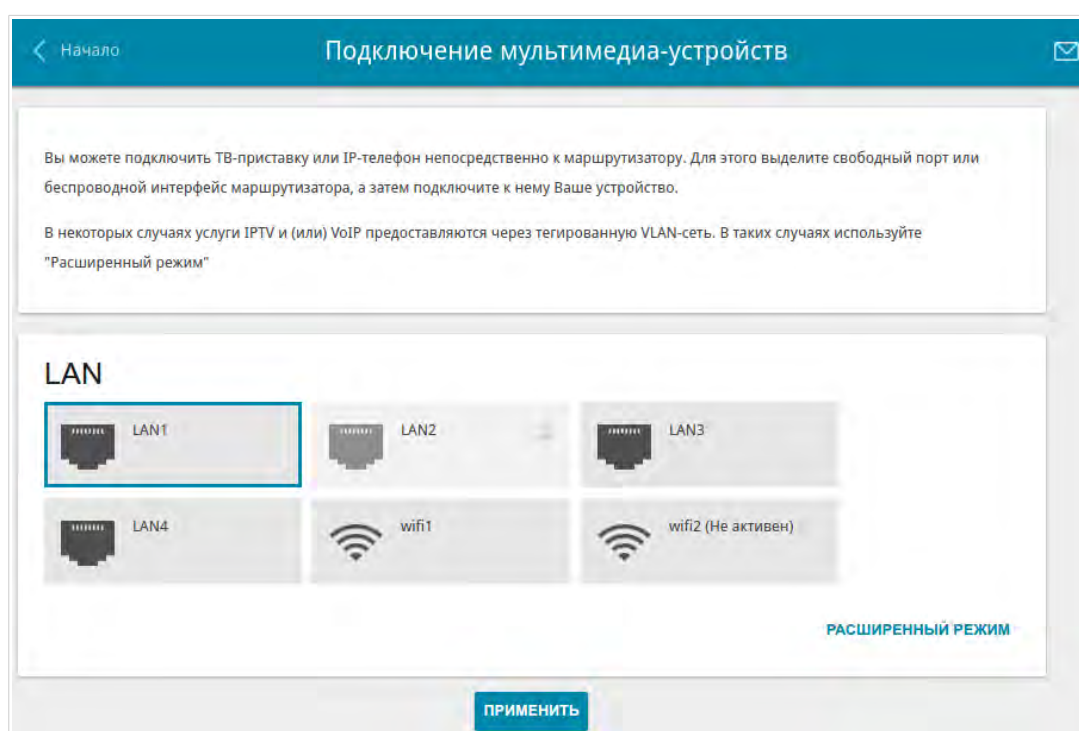 Начало
Подключение мультимедиа-устройств
Вы можете подключить ТВ-приставку или IP-телефон непосредственно к маршрутизатору. Для этого выделите свободный порт или
беспроводной интерфейс маршрутизатора, а затем подключите к нему Ваше устройство.
В некоторых случаях услуги IPTV и (или) VoIP предоставляются через тегированную VLAN-сеть. В таких случаях используйте
"Расширенный режим"
LAN
LAN1
LAN2
LAN3
LAN4
wifi1
wifi2 (Не активен)
РАСШИРЕННЫЙ РЕЖИМ
ПРИМЕНИТЬ